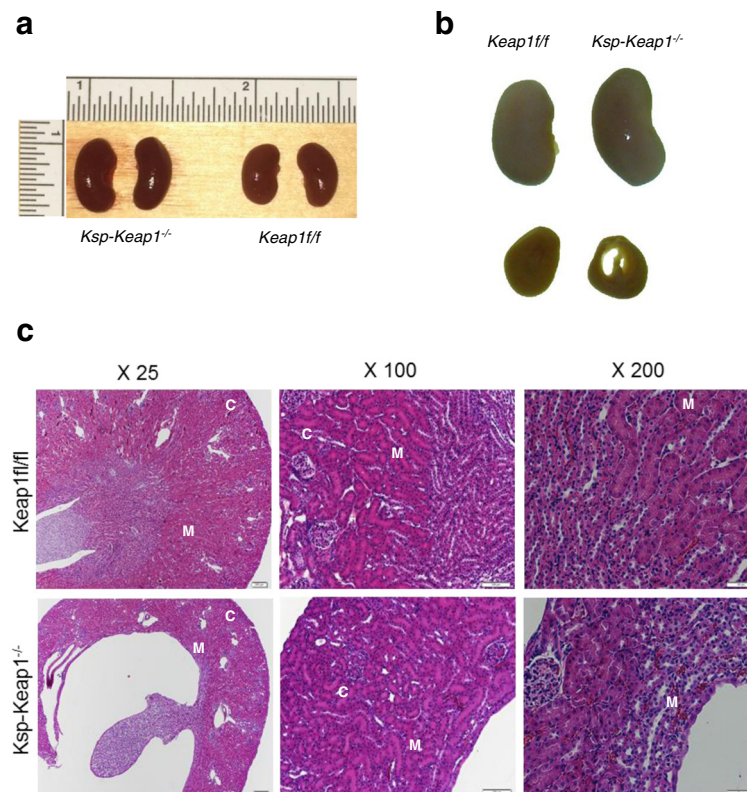 a
b
Keap1f/f
Ksp-Keap1-/-
1
2
1
Ksp-Keap1-/-
Keap1f/f
c
X 25
X 100
X 200
Keap1fl/fl
C
M
C
M
M
Ksp-Keap1-/-
C
M
C
M
M